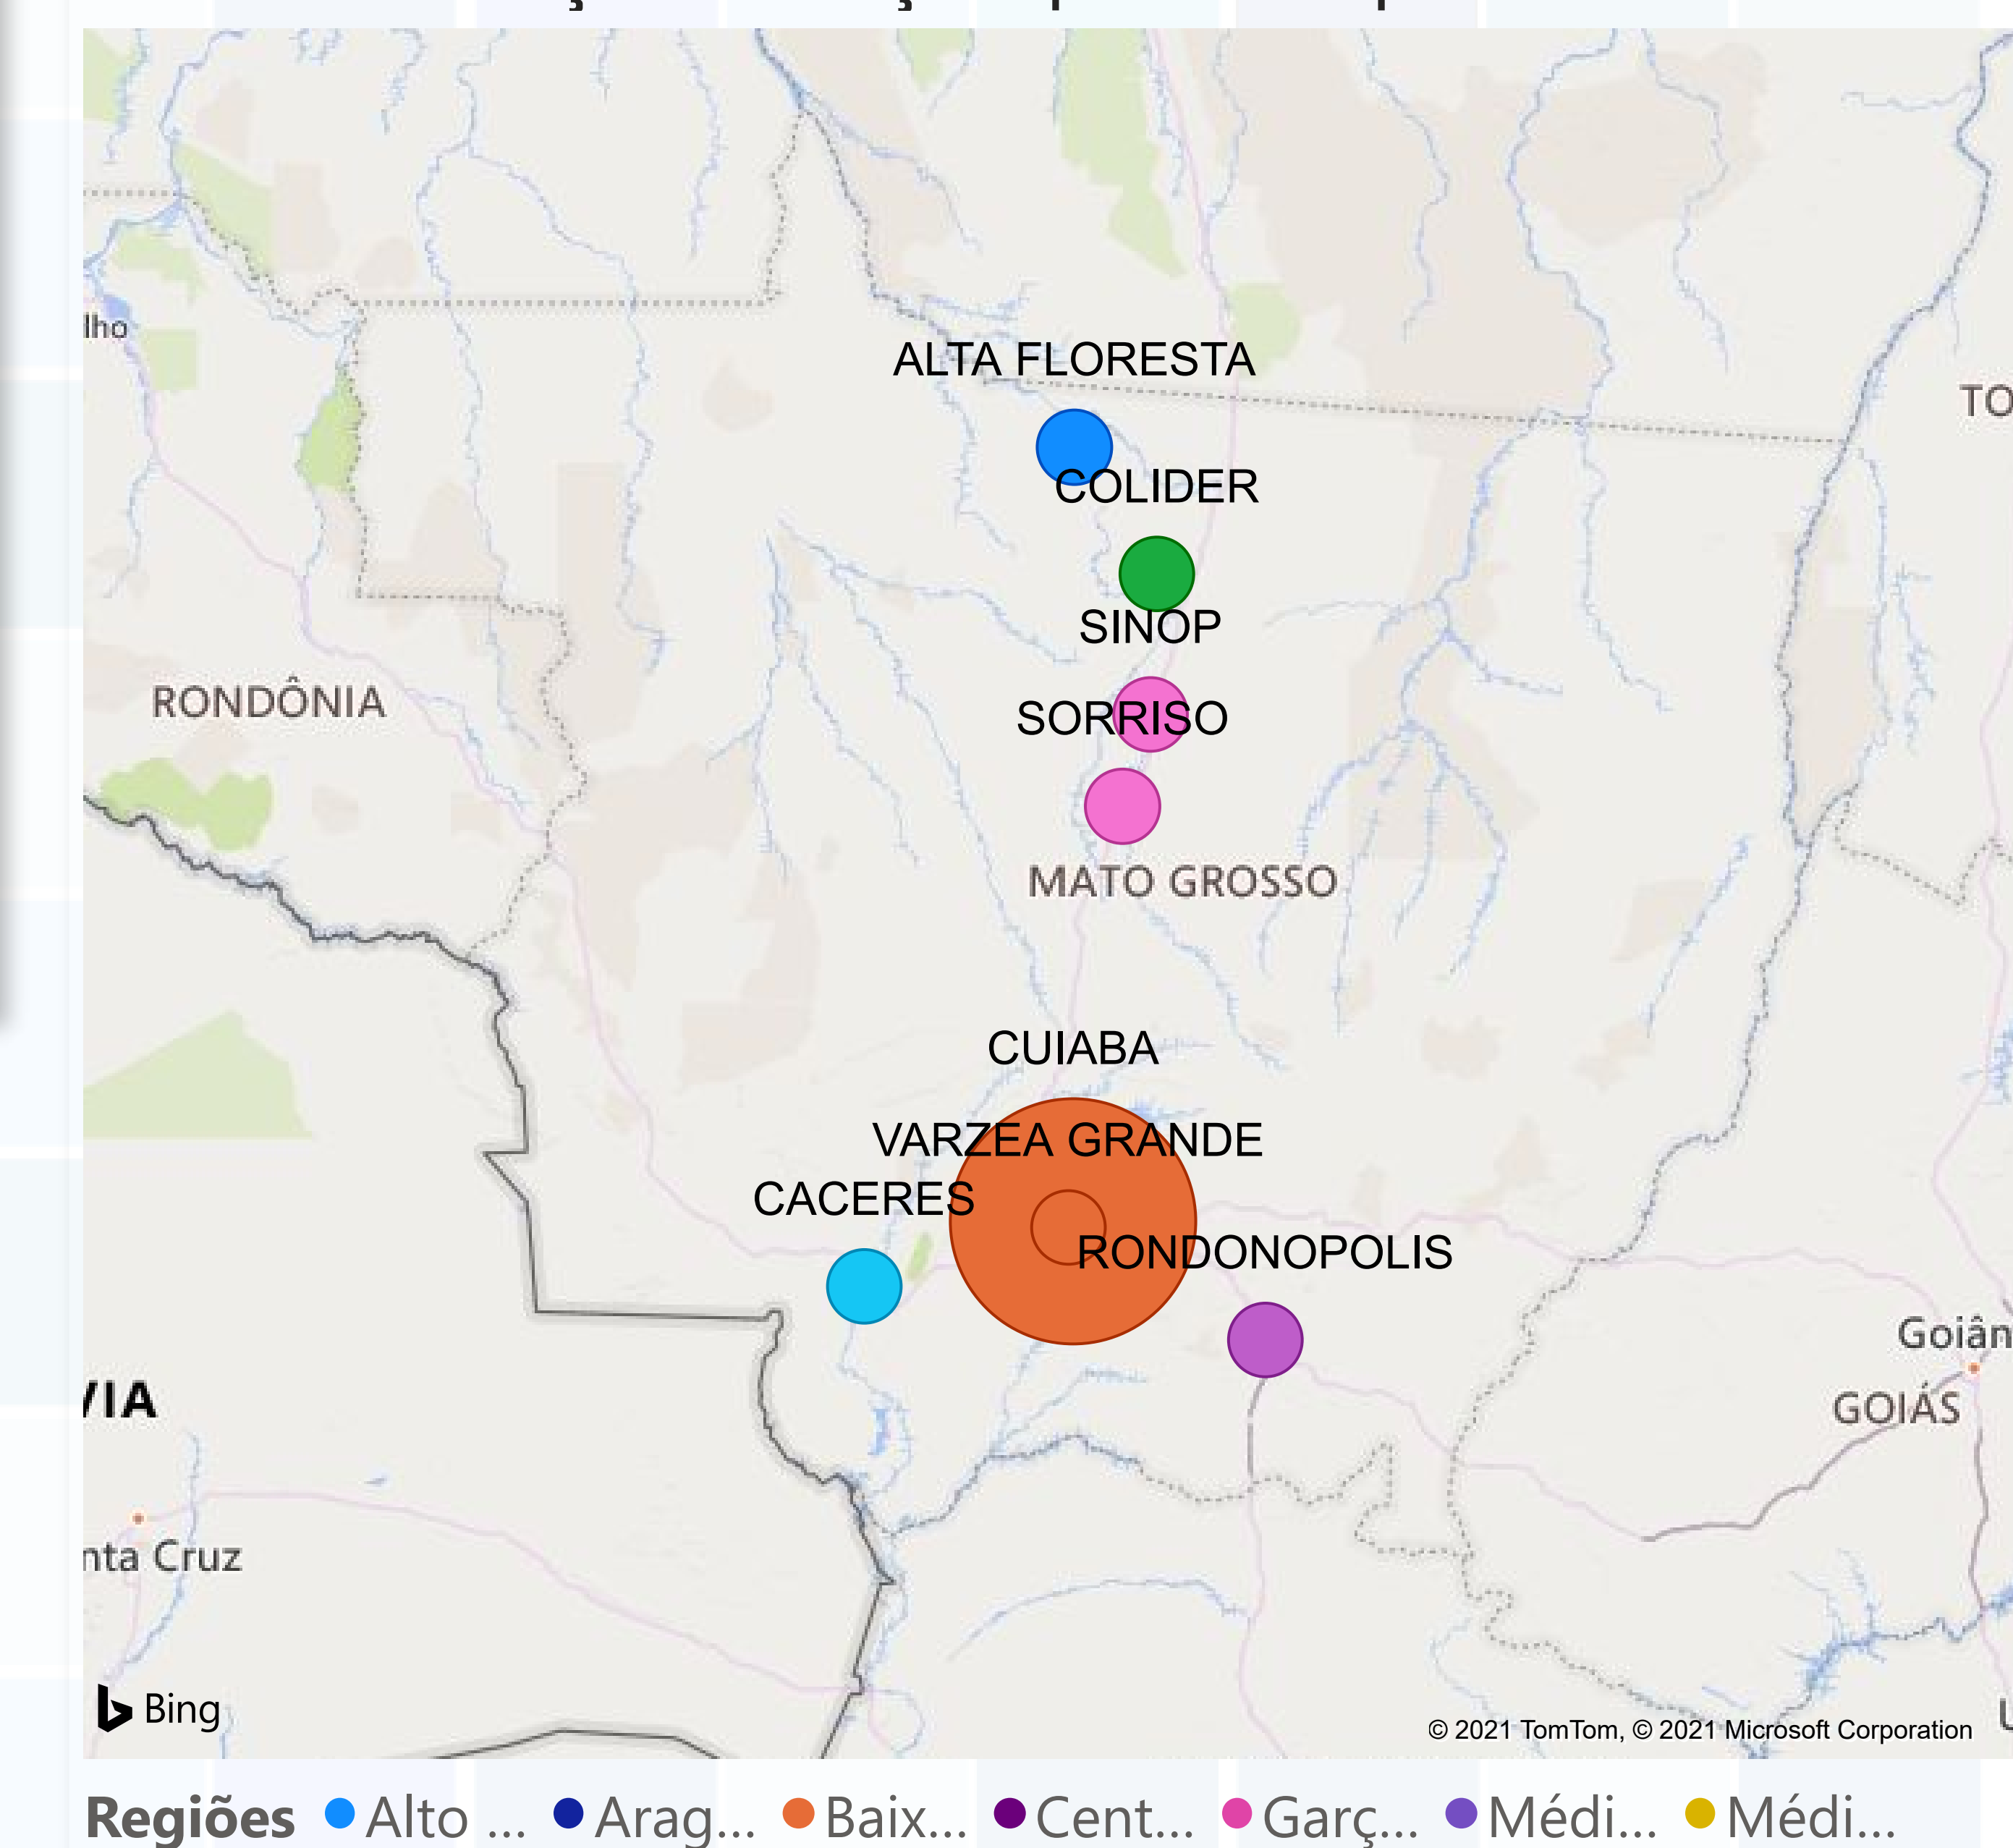 lho
ALTA FLORESTA
TO
COLIDER
SINOP
RONDÔNIA
SORRISO
MATO GROSSO
CUIABA
VARZEA GRANDE
CACERES
RONDONOPOLIS
Goiân
VIA
GOIÁS
nta Cruz
Bing
© 2021 TomTom, © 2021 Microsoft Corporation
Regiões Alto ... Arag... Baix... Cent... Garç... Médi... Médi...